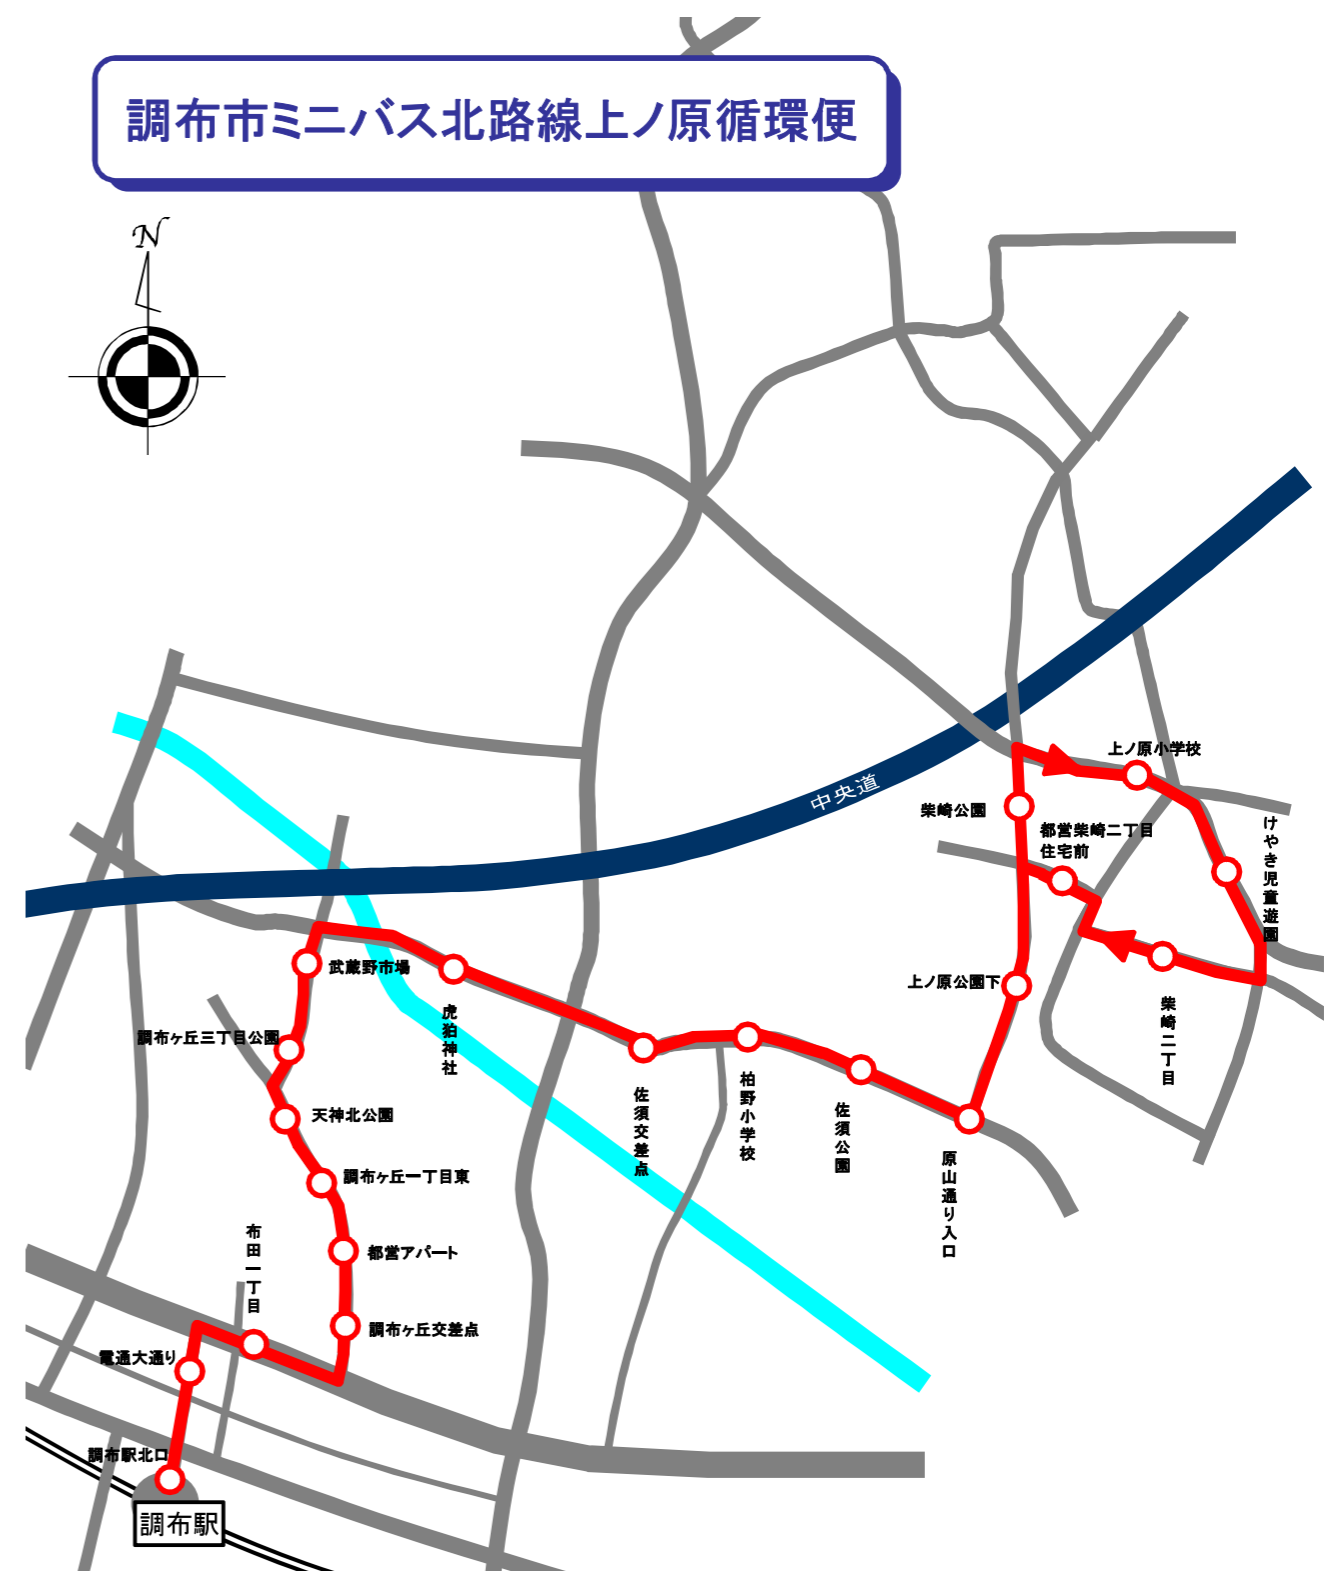 調布市ミニバス北路線上ノ原循環便
N
中央道
上ノ原小学校
柴崎公園
都営柴崎二丁目
住宅前
けやき児童遊園
武蔵野市場
虎狛神社
上ノ原公園下
柴崎二丁目
調布ヶ丘三丁目公園
天神北公園
佐須交差点
柏野小学校
佐須公園
原山通り入口
調布ヶ丘一丁目東
布田一丁目
都営アパート
調布ヶ丘交差点
電通大通り
調布駅北口
調布駅